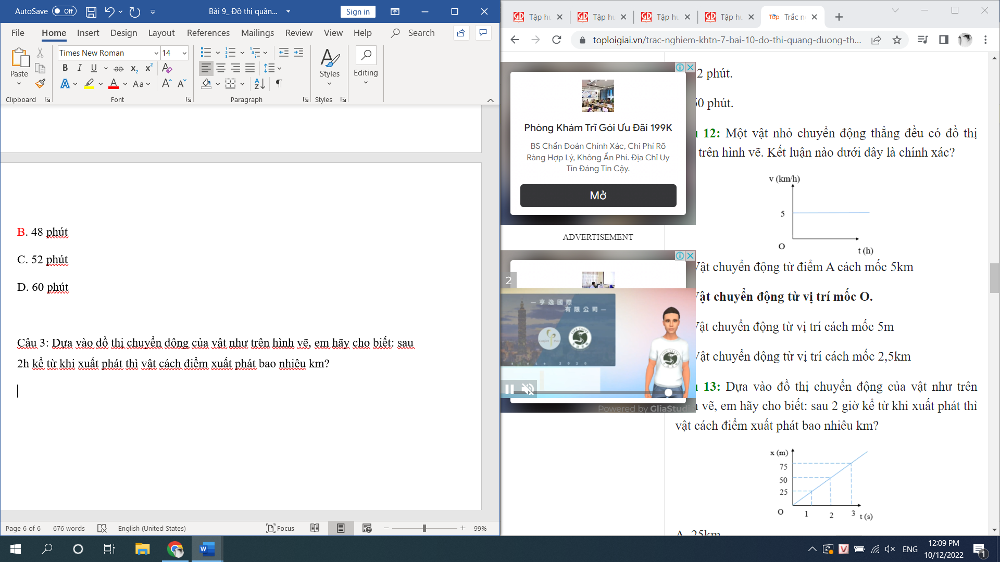 AutoSave
Off
Bài 9_ Đồ thị quãn...
Sign in
File
Home
Insert
Design
Layout
References
Mailings
Review
View
Help
Search
Paste
Clipboard
Times New Roman
14
Font
Paragraph
Styles
Styles
Editing
B. 48 phút
C. 52 phút
D. 60 phút
Câu 3: Dựa vào đồ thị chuyển động của vật như trên hình vẽ, em hãy cho biết: sau
2h kể từ khi xuất phát thì vật cách điểm xuất phát bao nhiêu km?
Page 6 of 6
676 words
English (United States)
Focus
99%
Tập hu
Tập hu
Tập hu
Tập hu
Top
Trắc n
toploigiai.vn/trac-nghiem-khtn-7-bai-10-do-thi-quang-duong-th...
Phòng Khám Trĩ Gói Ưu Đãi 199K
BS Chẩn Đoán Chính Xác, Chi Phí Rõ
Ràng Hợp Lý, Không Ẩn Phí. Địa Chỉ Uy
Tín Đáng Tin Cậy.
Mở
ADVERTISEMENT
2
亨逸國際
有限公司
since 2020
Powered by GliaStudi
2 phút.
60 phút.
12: Một vật nhỏ chuyển động thẳng đều có đồ thị
trên hình vẽ. Kết luận nào dưới đây là chính xác?
v (km/h)
5
O
t (h)
Vật chuyển động từ điểm A cách mốc 5km
Vật chuyển động từ vị trí mốc O.
Vật chuyển động từ vị trí cách mốc 5m
Vật chuyển động từ vị trí cách mốc 2,5km
13: Dựa vào đồ thị chuyển động của vật như trên
vẽ, em hãy cho biết: sau 2 giờ kể từ khi xuất phát thì
vật cách điểm xuất phát bao nhiêu km?
x (m)
75
50
25
O
1
2
3
t (s)
A. 25km
ENG
12:09 PM
10/12/2022
1